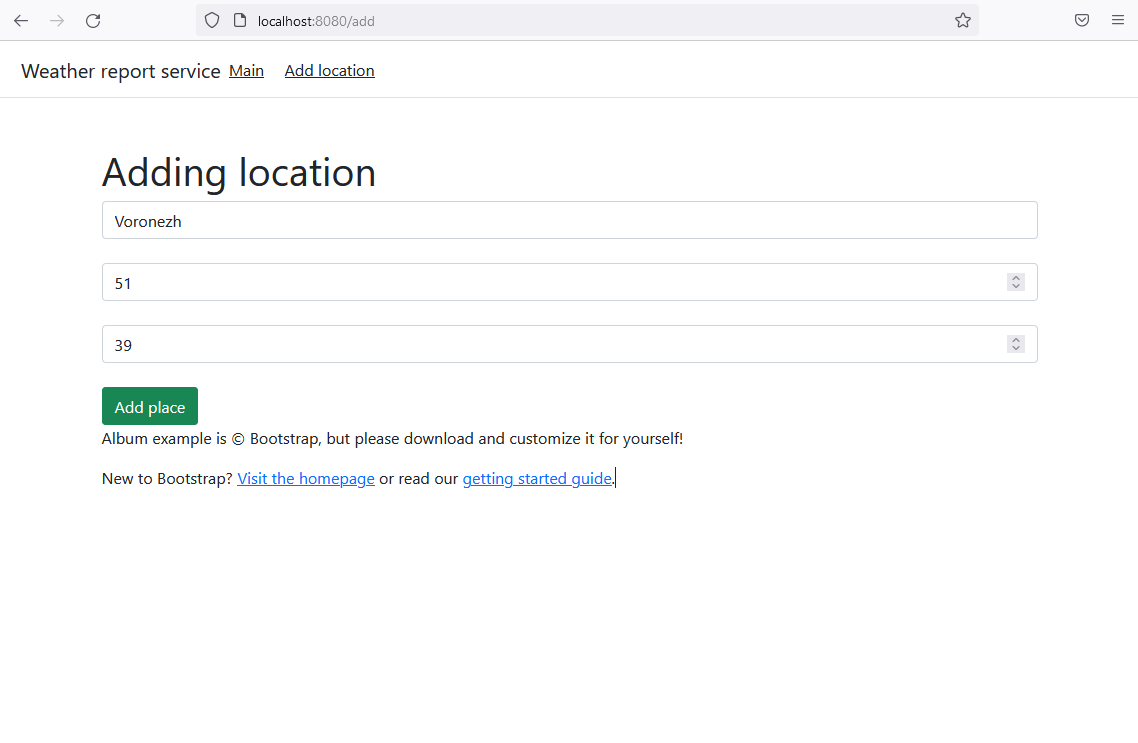 localhost:8080/add
Weather report service Main Add location
Adding location
Voronezh
51
39
Add place
Album example is © Bootstrap, but please download and customize it for yourself!
New to Bootstrap? Visit the homepage or read our getting started guide.